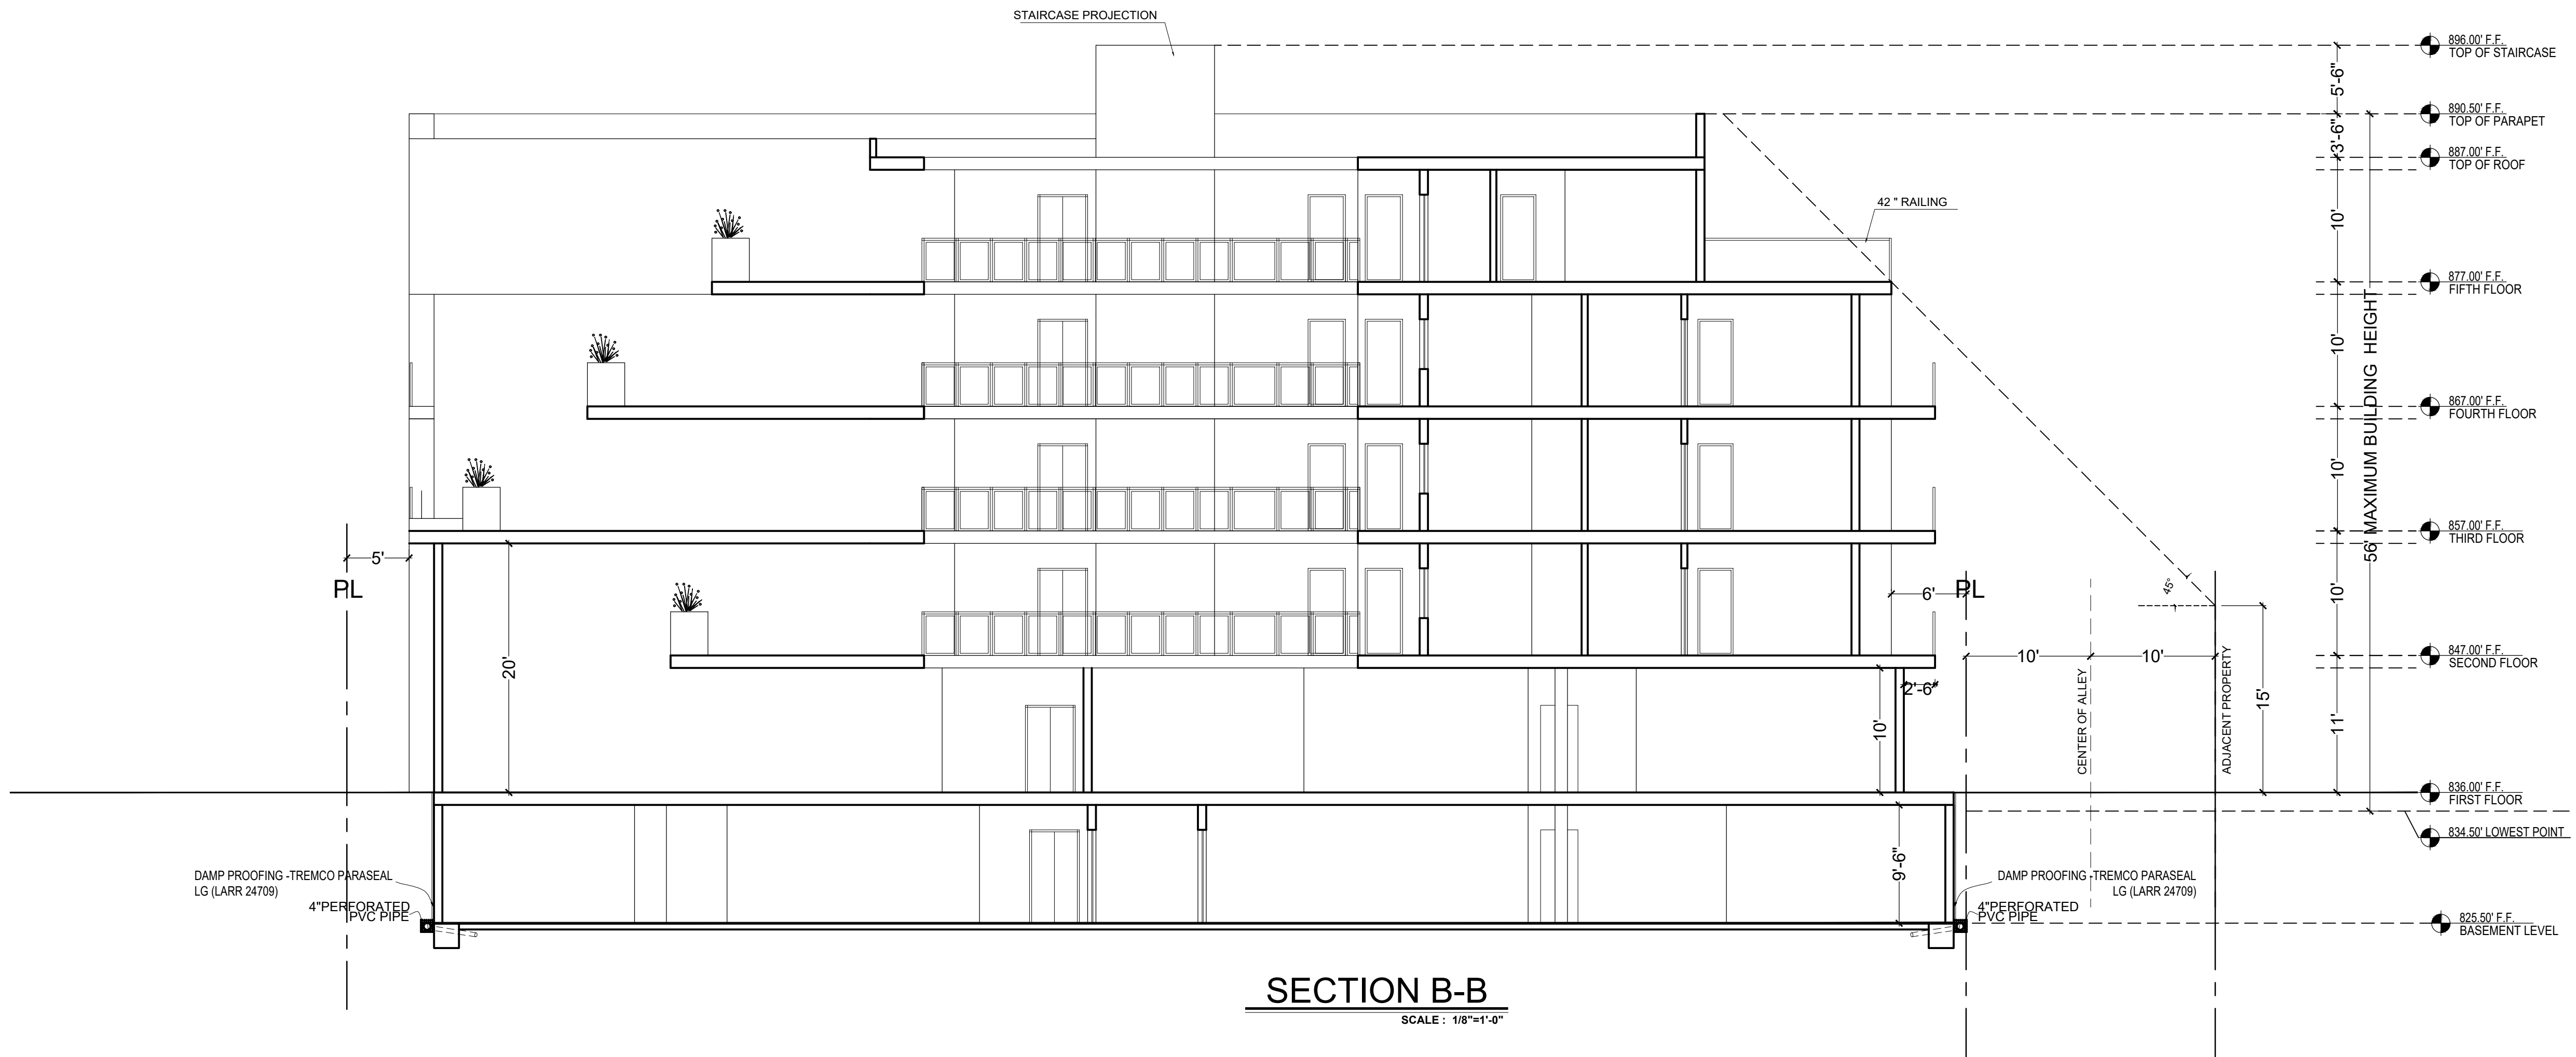 STAIRCASE PROJECTION
896.00' F.F.
TOP OF STAIRCASE
5'-6"
890.50' F.F.
TOP OF PARAPET
3'-6"
887.00' F.F.
TOP OF ROOF
42 " RAILING
10'
877.00' F.F.
FIFTH FLOOR
10'
56' MAXIMUM BUILDING HEIGHT
867.00' F.F.
FOURTH FLOOR
10'
857.00' F.F.
THIRD FLOOR
5'
PL
6'
PL
45°
10'
20'
10'
10'
847.00' F.F.
SECOND FLOOR
2'-6"
15'
10'
11'
CENTER OF ALLEY
ADJACENT PROPERTY
836.00' F.F.
FIRST FLOOR
834.50' LOWEST POINT
9'-6"
DAMP PROOFING -TREMCO PARASEAL
LG (LARR 24709)
4"PERFORATED
PVC PIPE
DAMP PROOFING -TREMCO PARASEAL
LG (LARR 24709)
4"PERFORATED
PVC PIPE
825.50' F.F.
BASEMENT LEVEL
SECTION B-B
SCALE : 1/8"=1'-0"